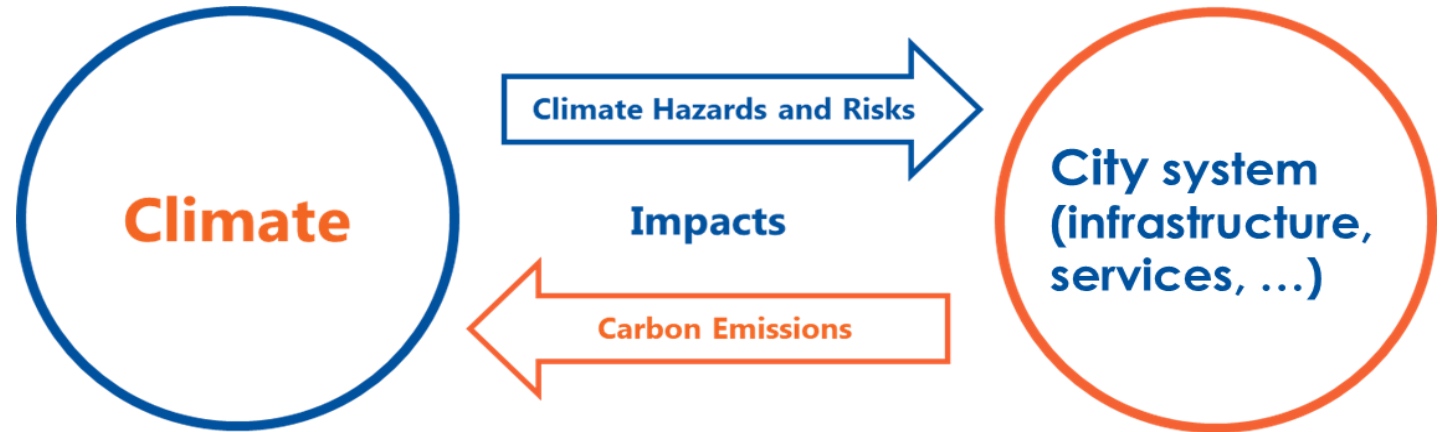 Climate
Climate Hazards and Risks
Impacts
Carbon Emissions
City system
(infrastructure,
services, ...)